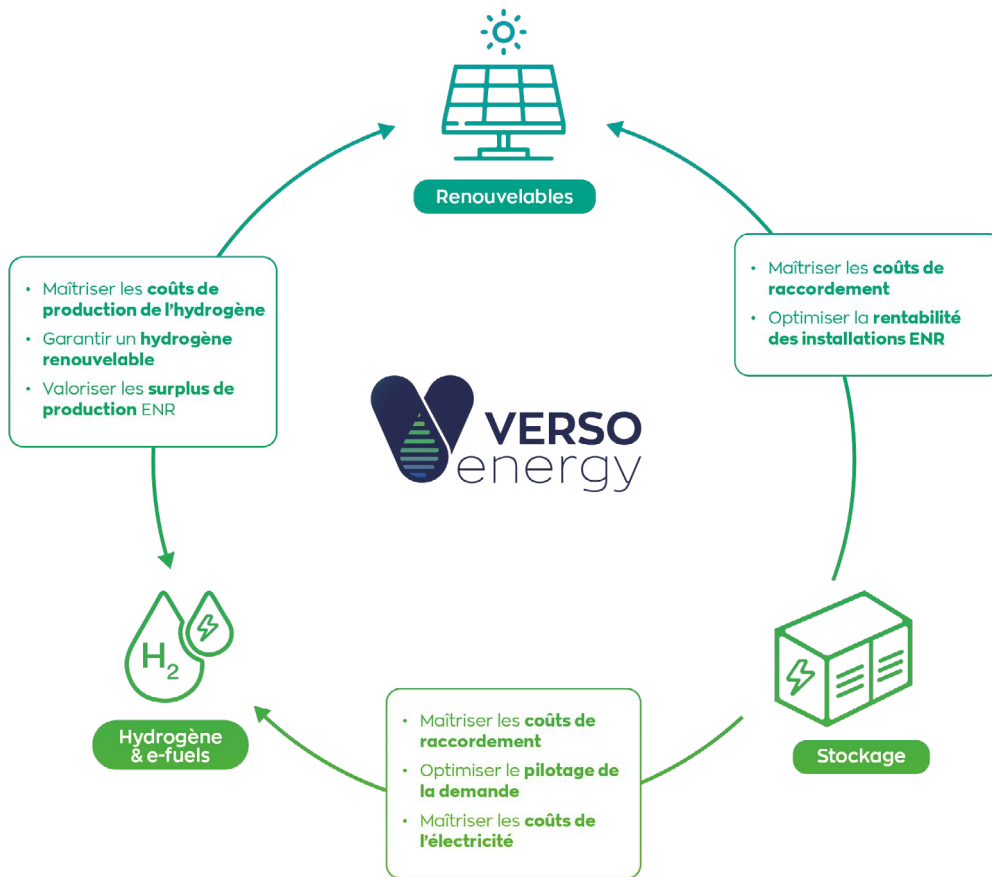 Renouvelables
• Maîtriser les coûts de
production de l'hydrogène
• Garantir un hydrogène
renouvelable
• Valoriser les surplus de
production ENR
• Maîtriser les coûts de
raccordement
• Optimiser la rentabilité
des installations ENR
VERSO
energy
H₂
Hydrogène
& e-fuels
• Maîtriser les coûts de
raccordement
• Optimiser le pilotage de
la demande
• Maîtriser les coûts de
l'électricité
Stockage